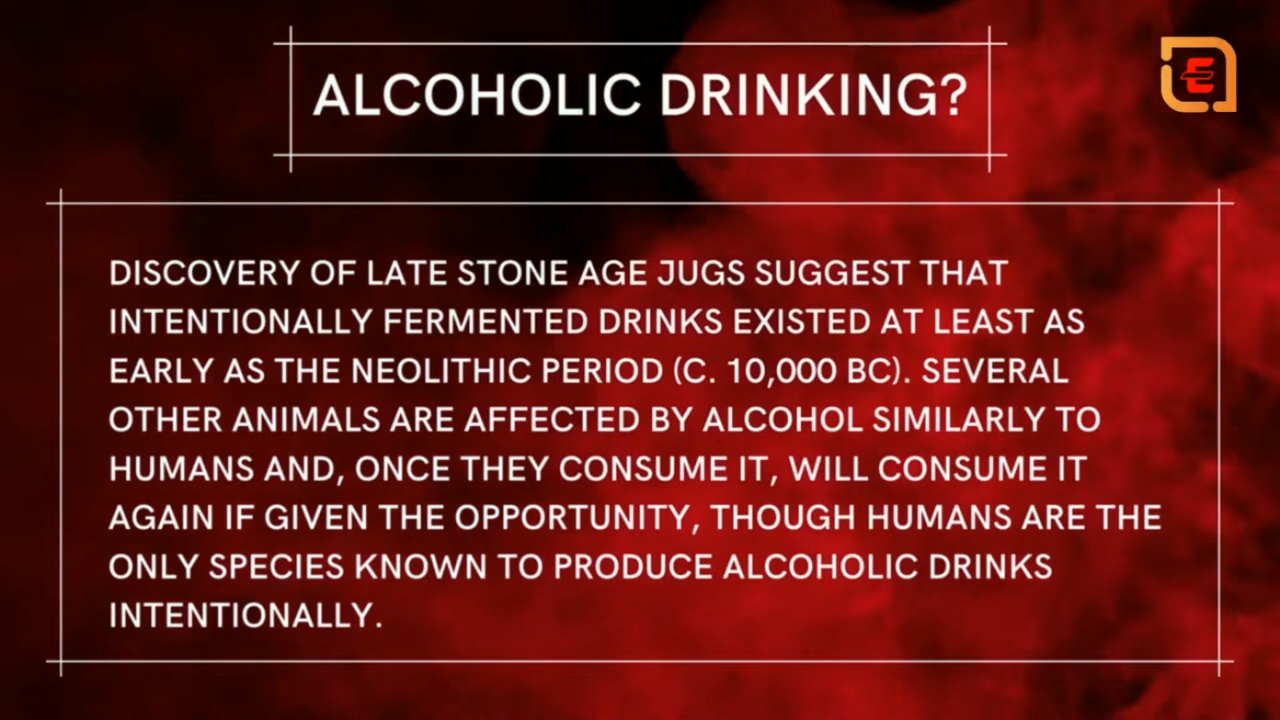 ALCOHOLIC DRINKING?
DISCOVERY OF LATE STONE AGE JUGS SUGGEST THAT
INTENTIONALLY FERMENTED DRINKS EXISTED AT LEAST AS
EARLY AS THE NEOLITHIC PERIOD (C. 10,000 BC). SEVERAL
OTHER ANIMALS ARE AFFECTED BY ALCOHOL SIMILARLY TO
HUMANS AND, ONCE THEY CONSUME IT, WILL CONSUME IT
AGAIN IF GIVEN THE OPPORTUNITY, THOUGH HUMANS ARE THE
ONLY SPECIES KNOWN TO PRODUCE ALCOHOLIC DRINKS
INTENTIONALLY.